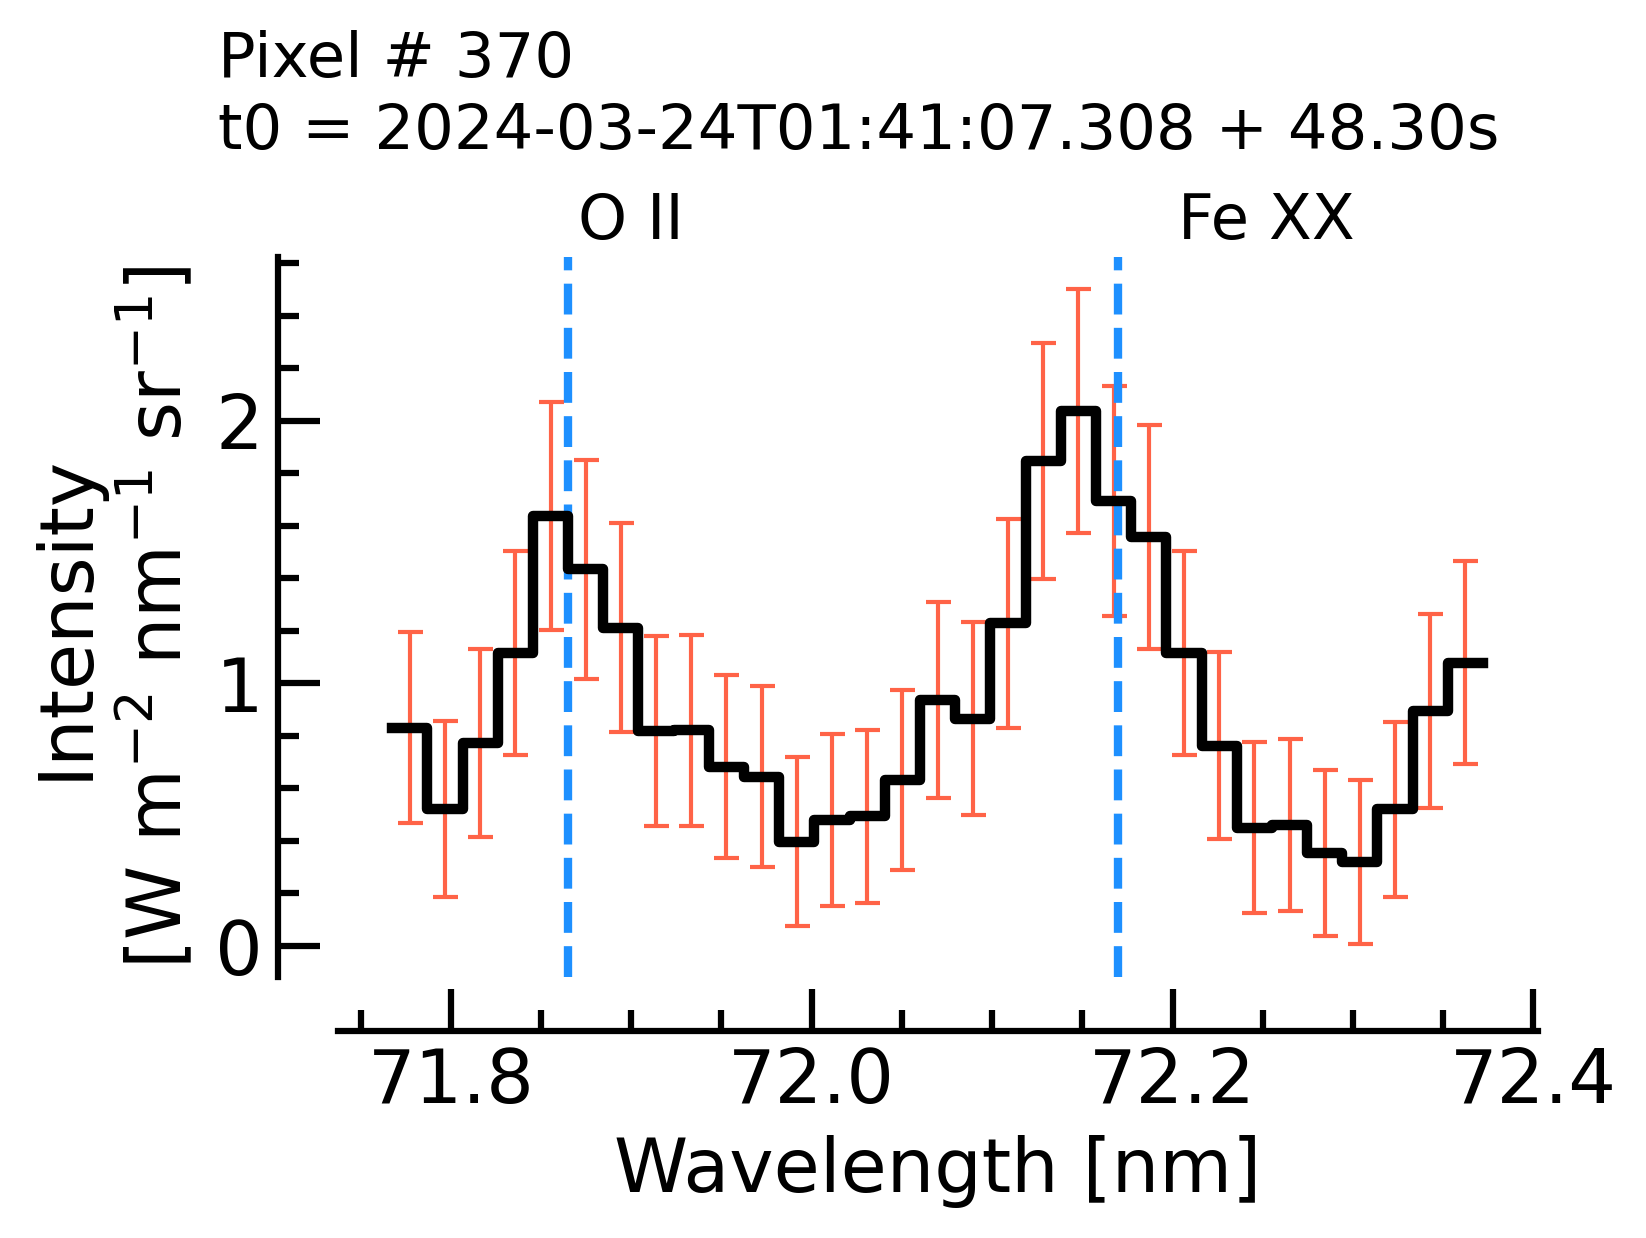 Pixel # 370
t0 = 2024-03-24T01:41:07.308 + 48.30s
O II
Fe XX
Intensity
[W m⁻² nm⁻¹ sr⁻¹]
2
1
0
71.8 72.0 72.2 72.4
Wavelength [nm]